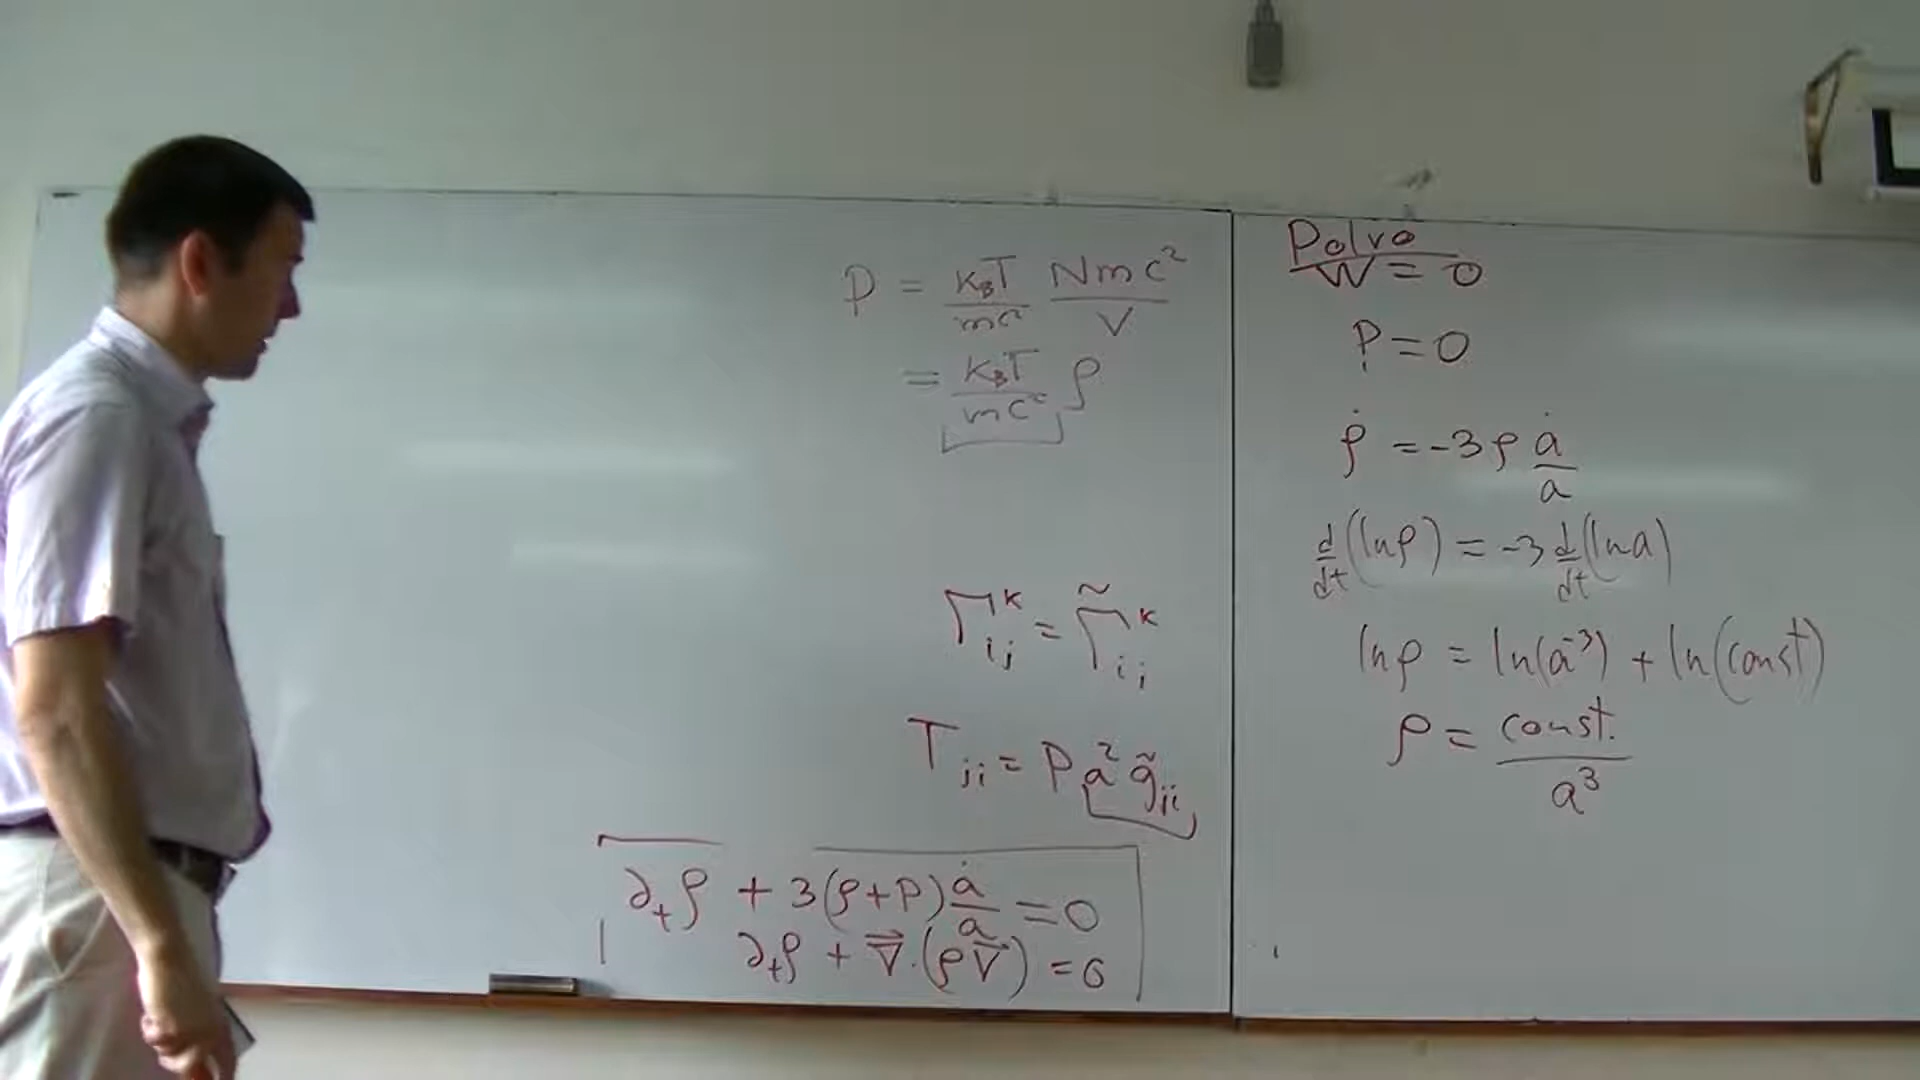 P = k_BT/mc² Nmc²/V
= k_BT/mc² ρ
Γ^k_ij = Γ̃^k_ij
T_ji = P a² g̃_ji
∂_tρ + 3(ρ+P) ȧ/a = 0
∂_tρ + ∇⃗·(ρV⃗) = 0
Polvo
W = 0
P = 0
ρ̇ = -3ρ ȧ/a
d/dt (lnρ) = -3 d/dt (ln a)
lnρ = ln(a⁻³) + ln(const)
ρ = const./a³